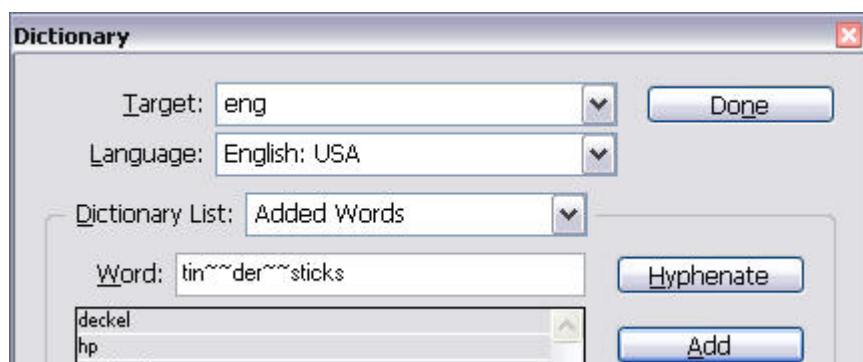 Dictionary
Target: eng
Done
Language: English: USA
Dictionary List: Added Words
Word: tin~~der~~sticks
Hyphenate
deckel
hp
Add